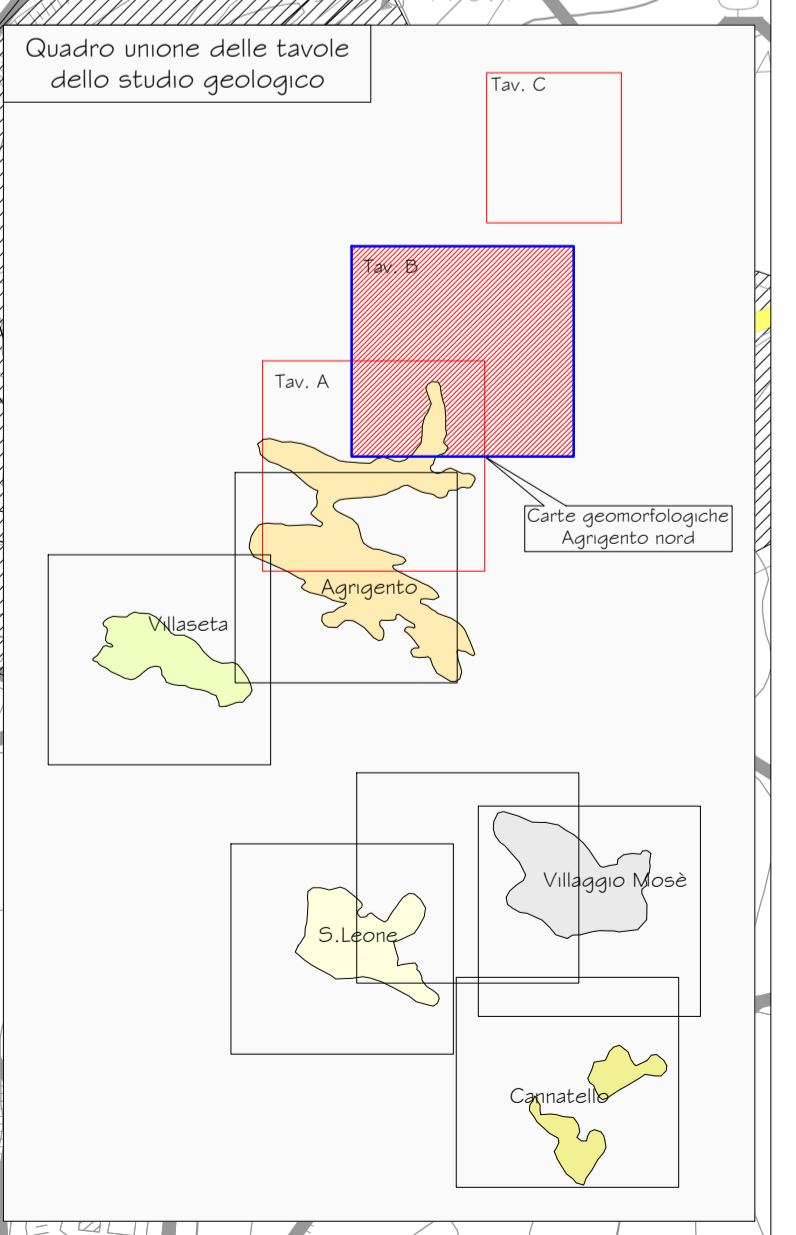 Quadro unione delle tavole
dello studio geologico
Tav. C
Tav. B
Tav. A
Carte geomorfologiche
Agrigento nord
Agrigento
Villaseta
Villaggio Mosè
S.Leone
Cannatello